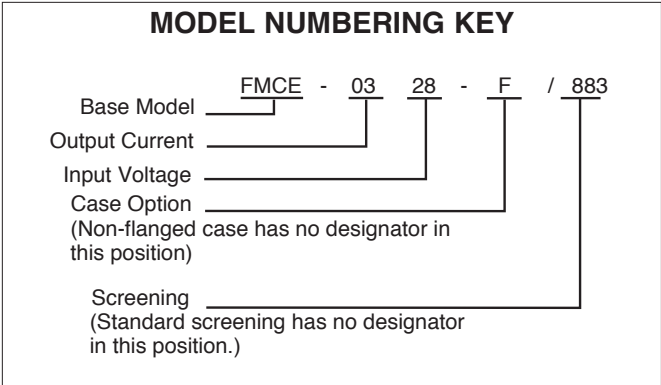 MODEL NUMBERING KEY
FMCE - 03 28 - F / 883
Base Model
Output Current
Input Voltage
Case Option
(Non-flanged case has no designator in
this position)
Screening
(Standard screening has no designator
in this position.)